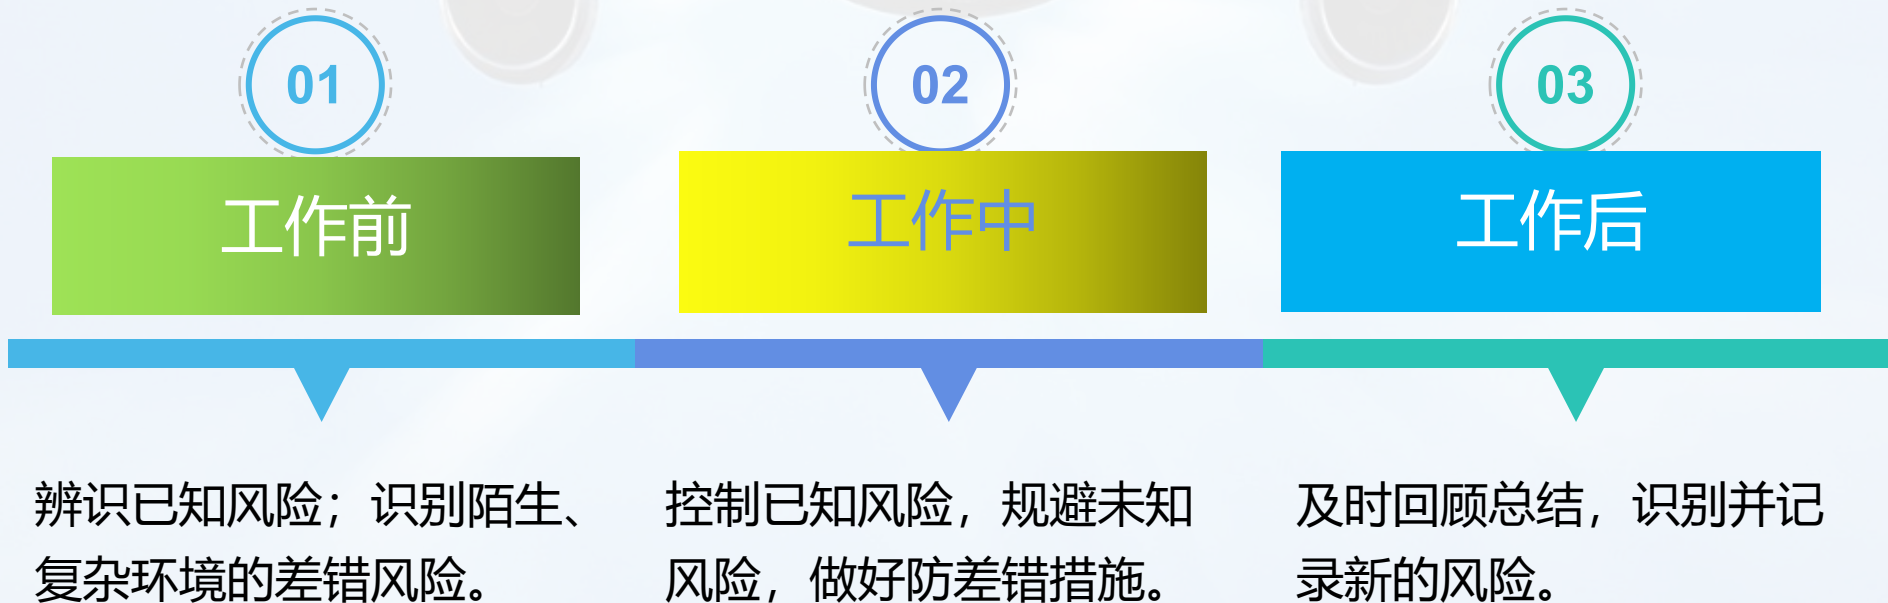 01
工作前
辨识已知风险；识别陌生、
复杂环境的差错风险。
02
工作中
控制已知风险，规避未知
风险，做好防差错措施。
03
工作后
及时回顾总结，识别并记
录新的风险。